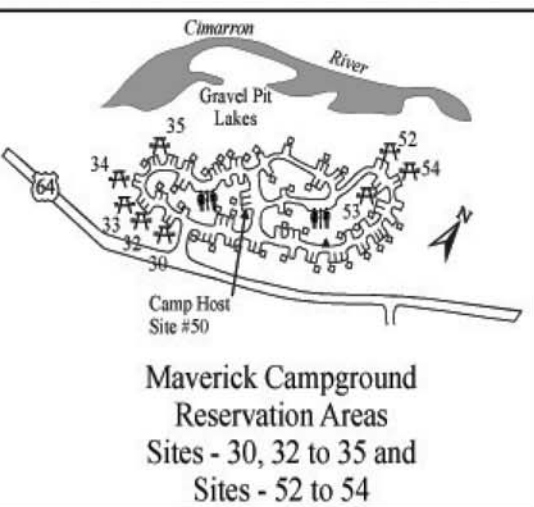 Cimarron
River
Gravel Pit
Lakes
35
52
34
54
64
53
N
33
32
30
Camp Host
Site #50
Maverick Campground
Reservation Areas
Sites - 30, 32 to 35 and
Sites - 52 to 54